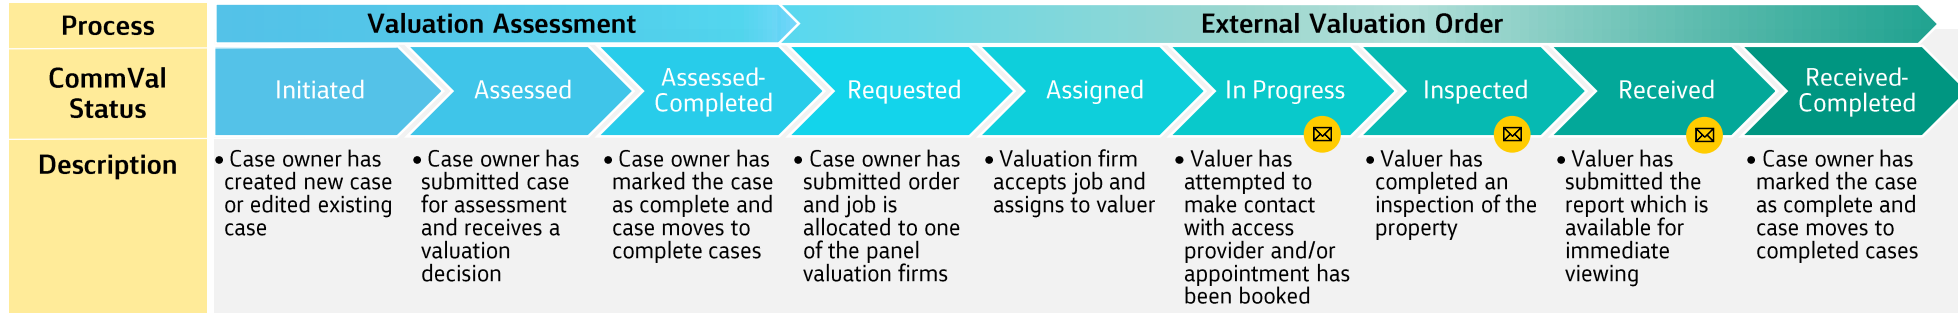 Process
Valuation Assessment
External Valuation Order
CommVal
Status
Initiated
Assessed
Assessed-
Completed
Requested
Assigned
In Progress
Inspected
Received
Received-
Completed
Description
• Case owner has
created new case
or edited existing
case
• Case owner has
submitted case
for assessment
and receives a
valuation
decision
• Case owner has
marked the case
as complete and
case moves to
complete cases
• Case owner has
submitted order
and job is
allocated to one
of the panel
valuation firms
• Valuation firm
accepts job and
assigns to valuer
• Valuer has
attempted to
make contact
with access
provider and/or
appointment has
been booked
• Valuer has
completed an
inspection of the
property
• Valuer has
submitted the
report which is
available for
immediate
viewing
• Case owner has
marked the case
as complete and
case moves to
completed cases